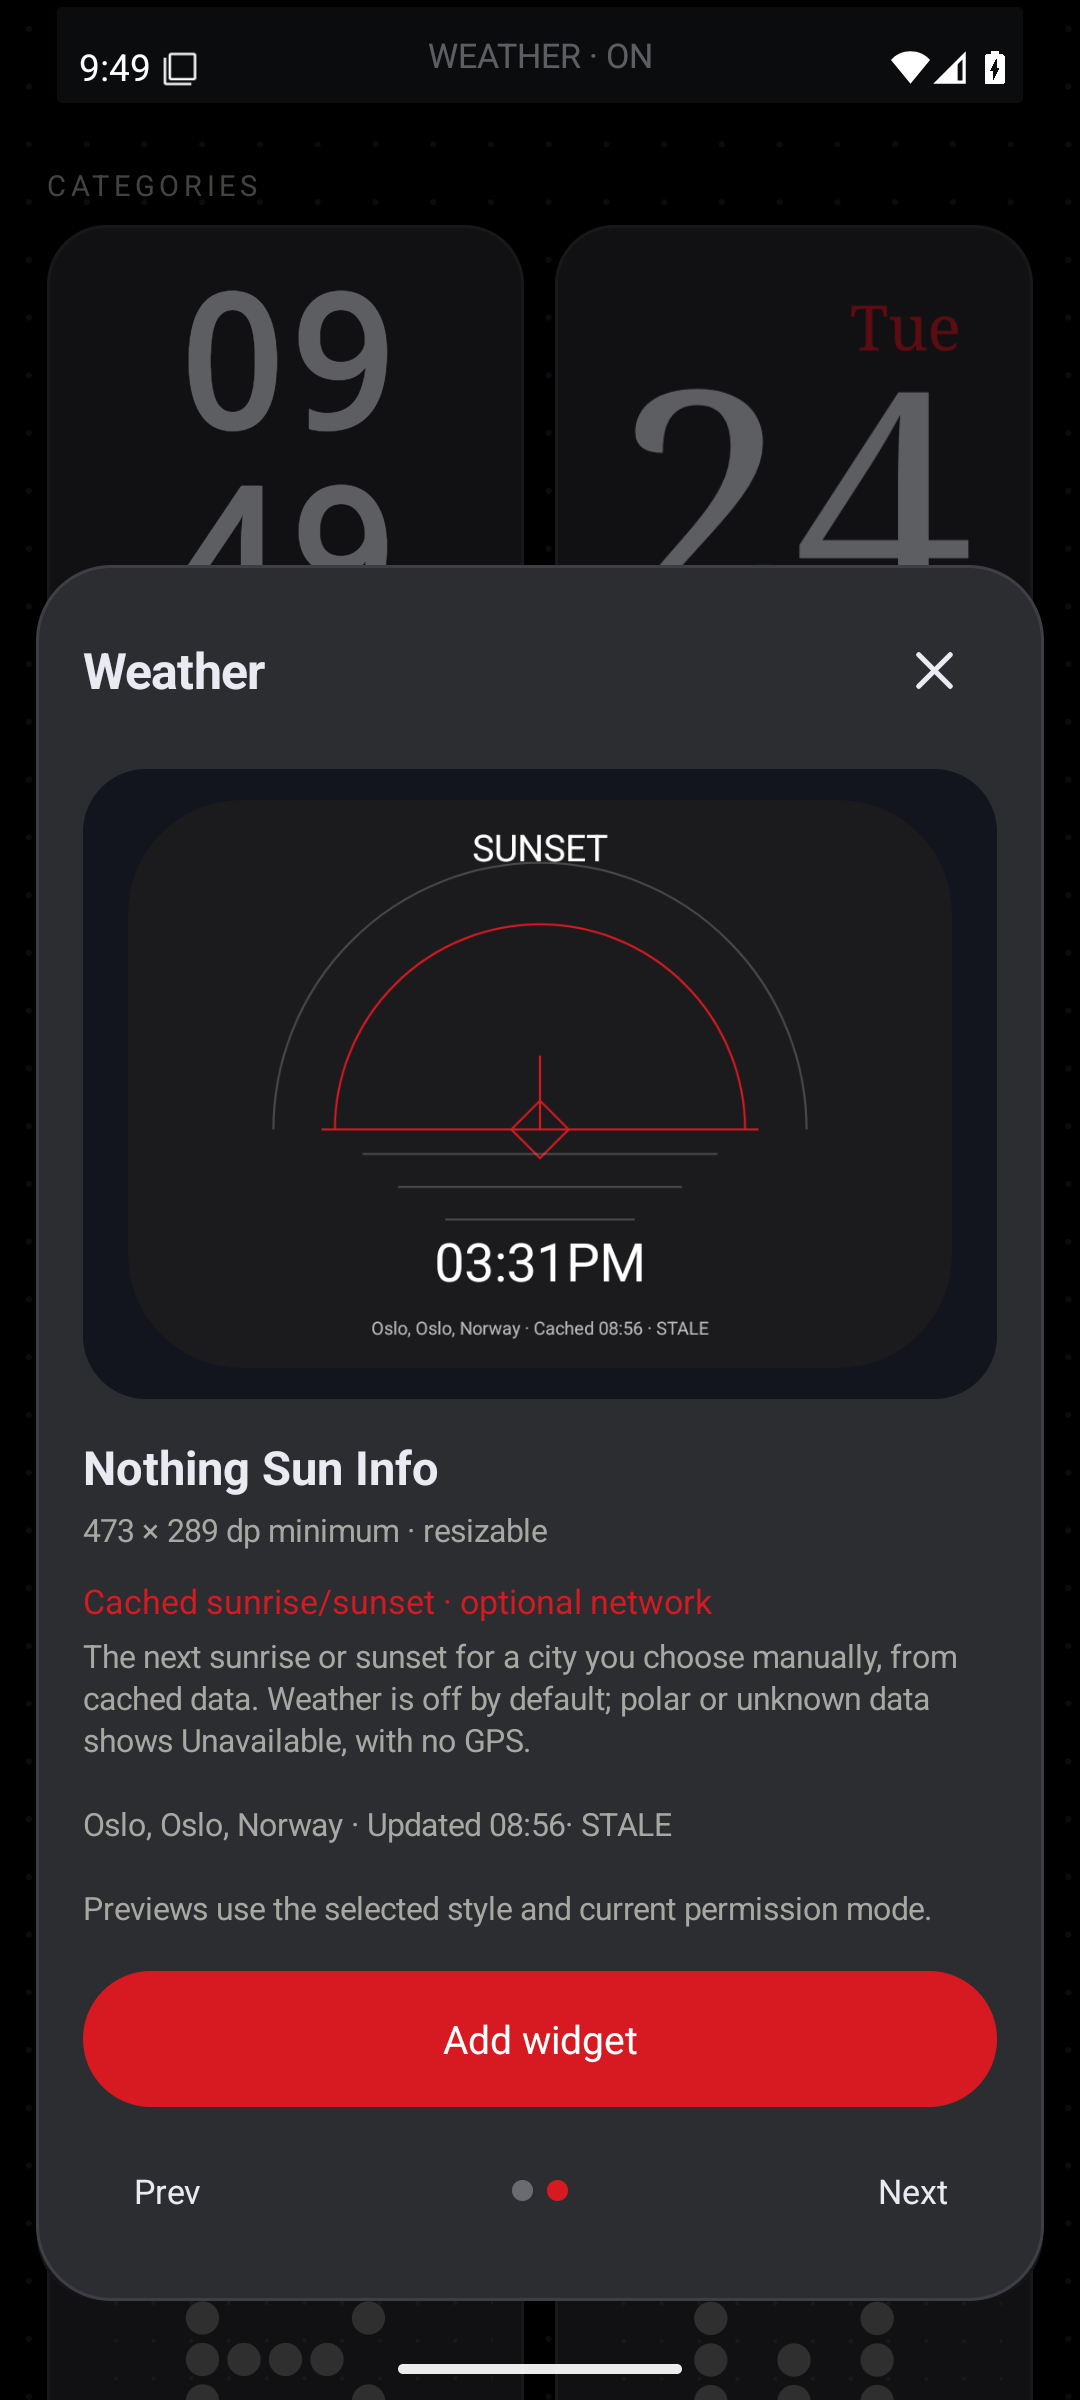 9:49
WEATHER · ON
CATEGORIES
09
49
Tue
24
Weather
SUNSET
03:31PM
Oslo, Oslo, Norway · Cached 08:56 · STALE
Nothing Sun Info
473 × 289 dp minimum · resizable
Cached sunrise/sunset · optional network
The next sunrise or sunset for a city you choose manually, from
cached data. Weather is off by default; polar or unknown data
shows Unavailable, with no GPS.
Oslo, Oslo, Norway · Updated 08:56· STALE
Previews use the selected style and current permission mode.
Add widget
Prev
Next